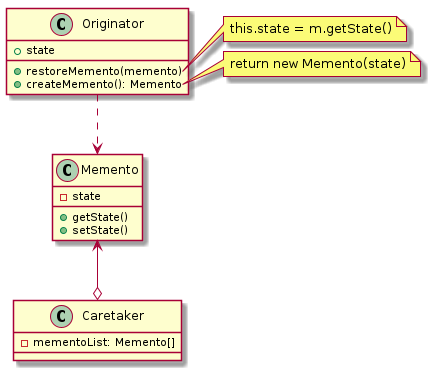 C Originator
state
restoreMemento(memento)
createMemento(): Memento
this.state = m.getState()
return new Memento(state)
C Memento
state
getState()
setState()
C Caretaker
mementoList: Memento[]